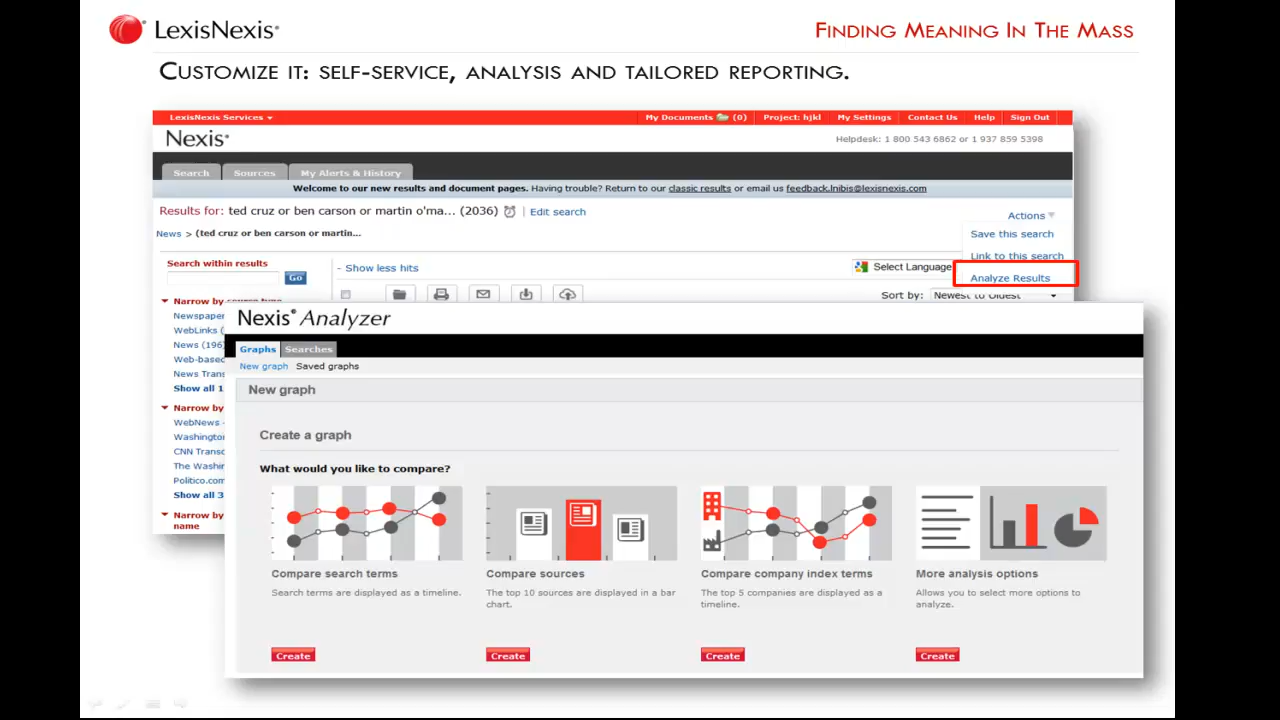 LexisNexis®
Finding Meaning In The Mass
Customize it: self-service, analysis and tailored reporting.
LexisNexis Services
My Documents (0)
Project: hjkl
My Settings
Contact Us
Help
Sign Out
Nexis®
Helpdesk: 1 800 543 6862 or 1 937 859 5398
Search
Sources
My Alerts & History
Welcome to our new results and document pages. Having trouble? Return to our classic results or email us feedback.lnibis@lexisnexis.com
Results for: ted cruz or ben carson or martin o'ma... (2036) | Edit search
Actions
News > (ted cruz or ben carson or martin...
Save this search
Link to this search
Analyze Results
Search within results
Go
- Show less hits
Select Language
Sort by: Newest to Oldest
Narrow by source type
Newspaper
WebLinks (
News (196)
Web-based
News Trans
Show all 1
Narrow by
WebNews -
Washington
CNN Transc
The Washin
Politico.com
Show all 3
Narrow by
name
Nexis® Analyzer
Graphs
Searches
New graph
Saved graphs
New graph
Create a graph
What would you like to compare?
Compare search terms
Search terms are displayed as a timeline.
Create
Compare sources
The top 10 sources are displayed in a bar
chart.
Create
Compare company index terms
The top 5 companies are displayed as a
timeline.
Create
More analysis options
Allows you to select more options to
analyze.
Create